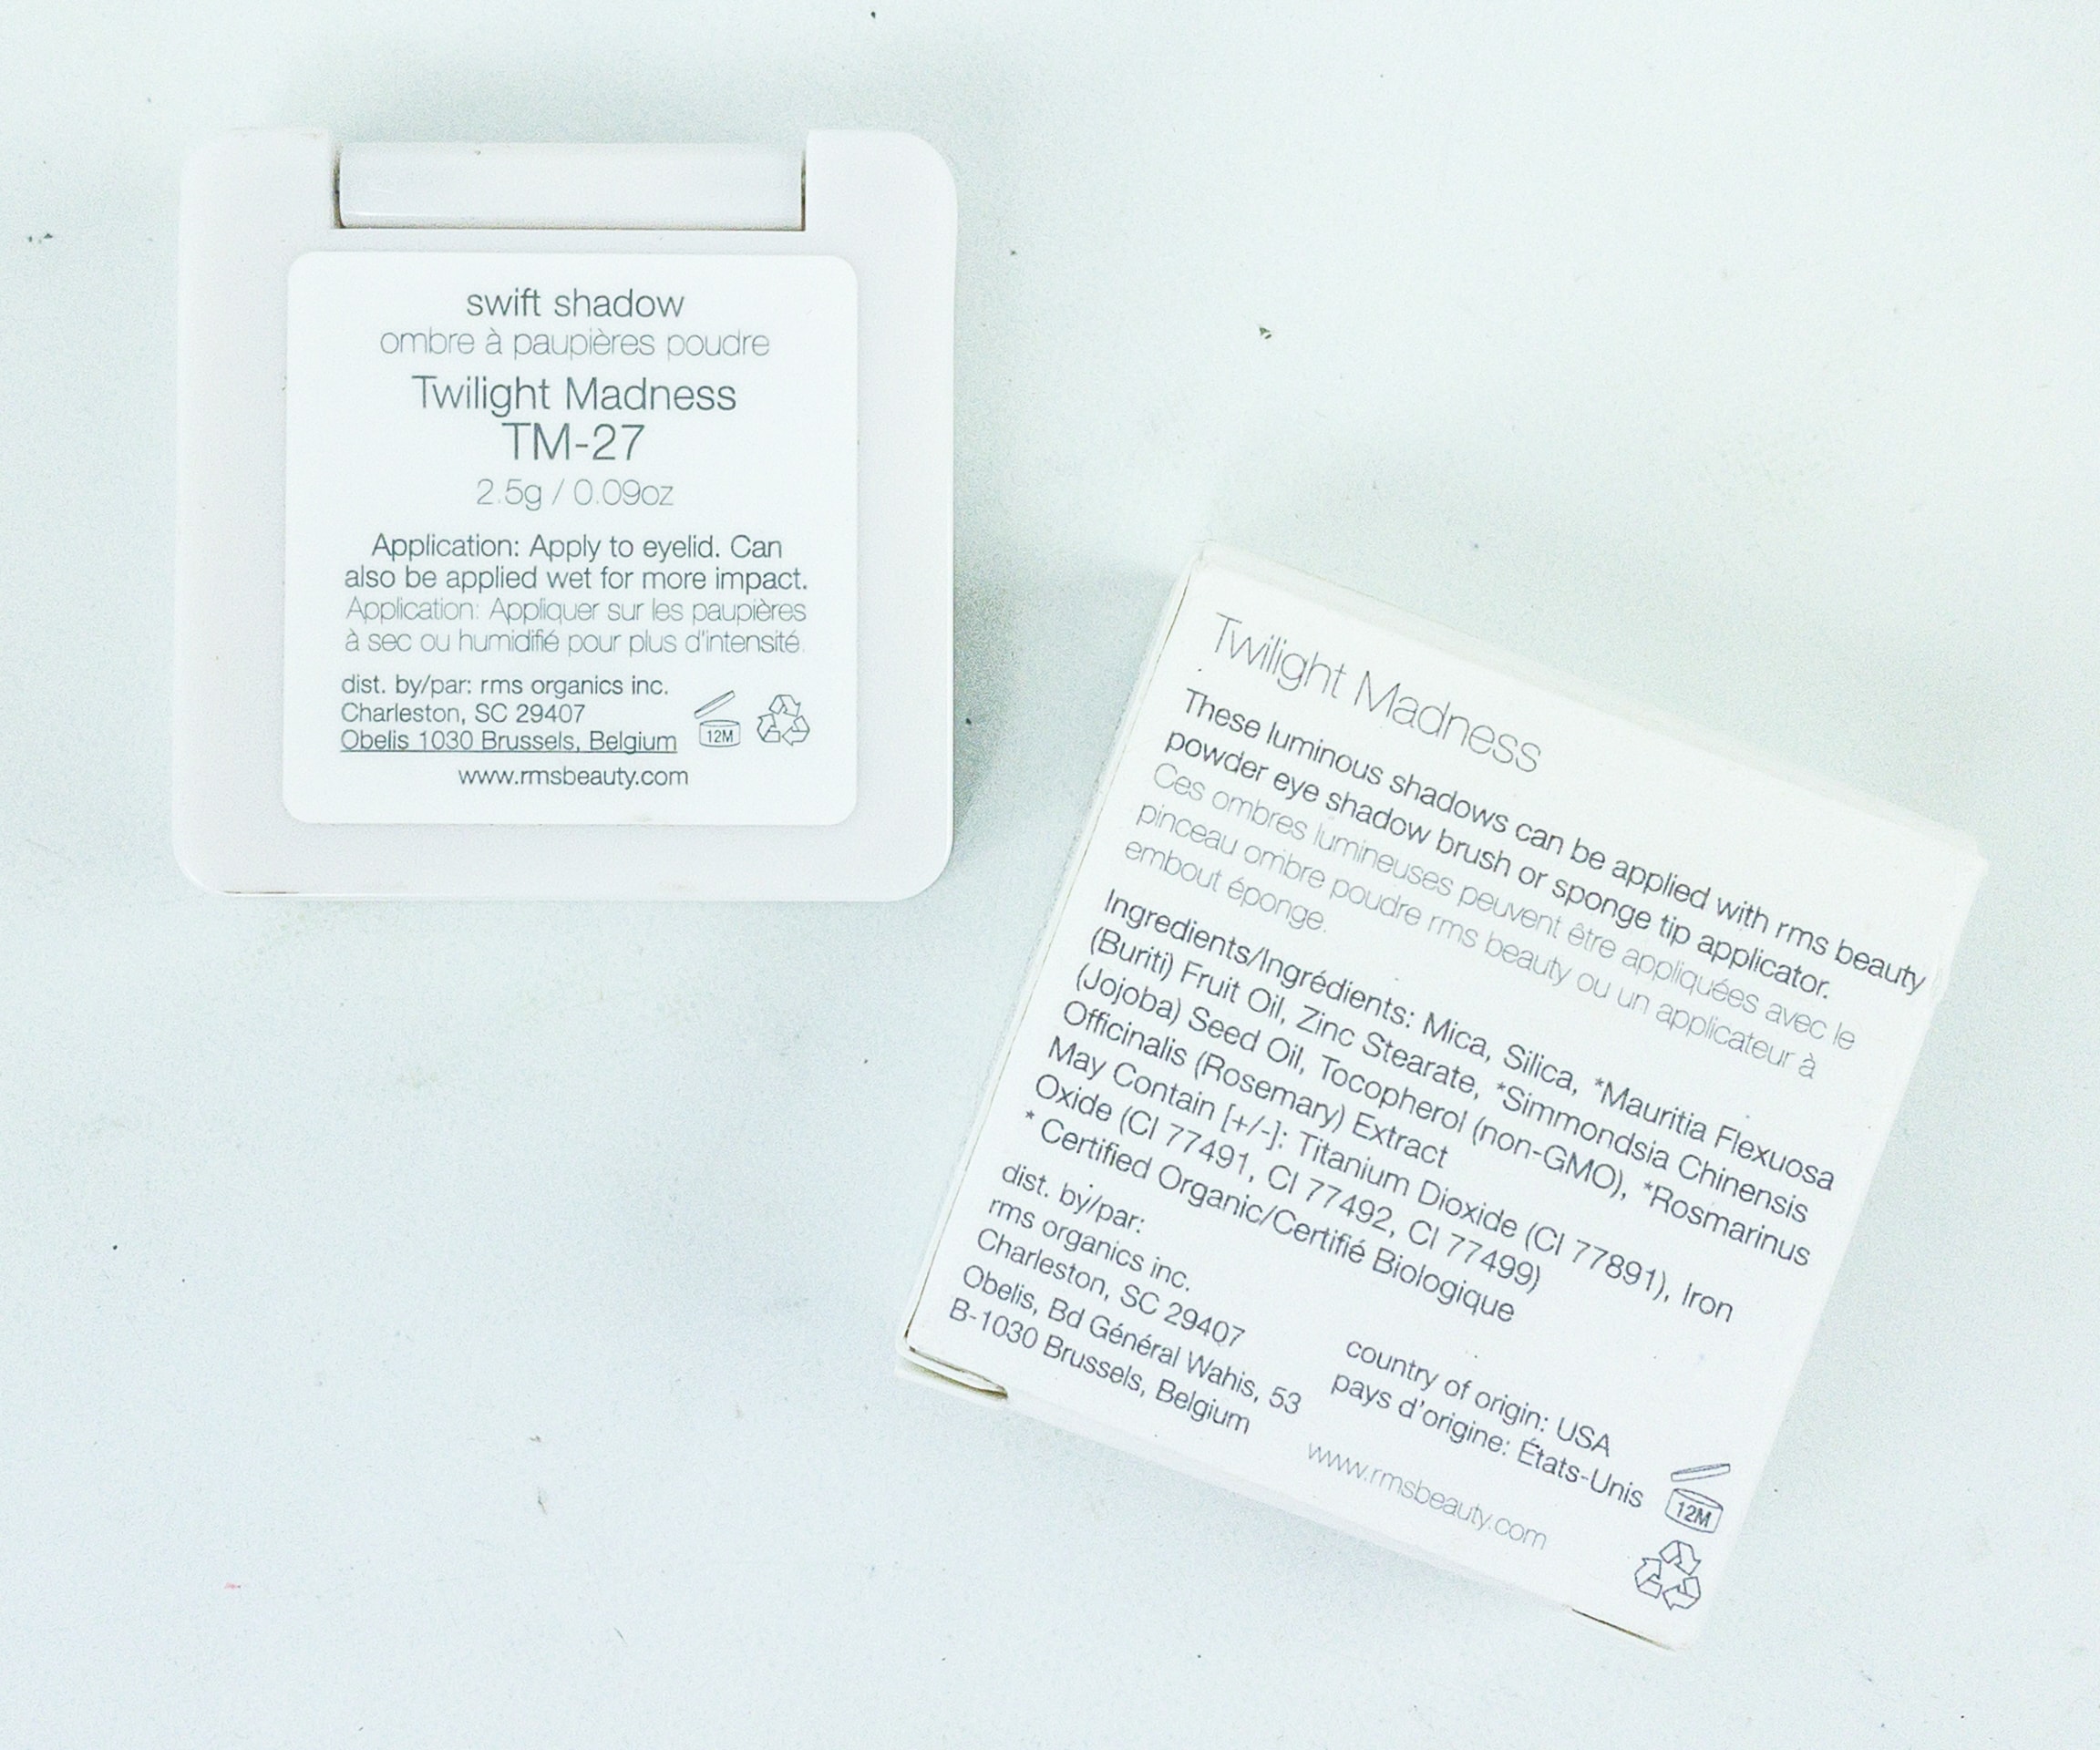 swift shadow
ombre à paupières poudre
Twilight Madness
TM-27
2.5g / 0.09oz
Application: Apply to eyelid. Can
also be applied wet for more impact.
Application: Appliquer sur les paupières
à sec ou humidifié pour plus d'intensité.
dist. by/par: rms organics inc.
Charleston, SC 29407
Obelis 1030 Brussels, Belgium
12M
www.rmsbeauty.com
Twilight Madness
These luminous shadows can be applied with rms beauty
powder eye shadow brush or sponge tip applicator.
Ces ombres lumineuses peuvent être appliquées avec le
pinceau ombre poudre rms beauty ou un applicateur à
embout éponge.
Ingredients/Ingrédients: Mica, Silica, *Mauritia Flexuosa
(Buriti) Fruit Oil, Zinc Stearate, *Simmondsia Chinensis
(Jojoba) Seed Oil, Tocopherol (non-GMO), *Rosmarinus
Officinalis (Rosemary) Extract
May Contain [+/-]: Titanium Dioxide (CI 77891), Iron
Oxide (CI 77491, CI 77492, CI 77499)
* Certified Organic/Certifié Biologique
dist. by/par:
rms organics inc.
Charleston, SC 29407
Obelis, Bd Général Wahis, 53
B-1030 Brussels, Belgium
country of origin: USA
pays d'origine: États-Unis
12M
www.rmsbeauty.com